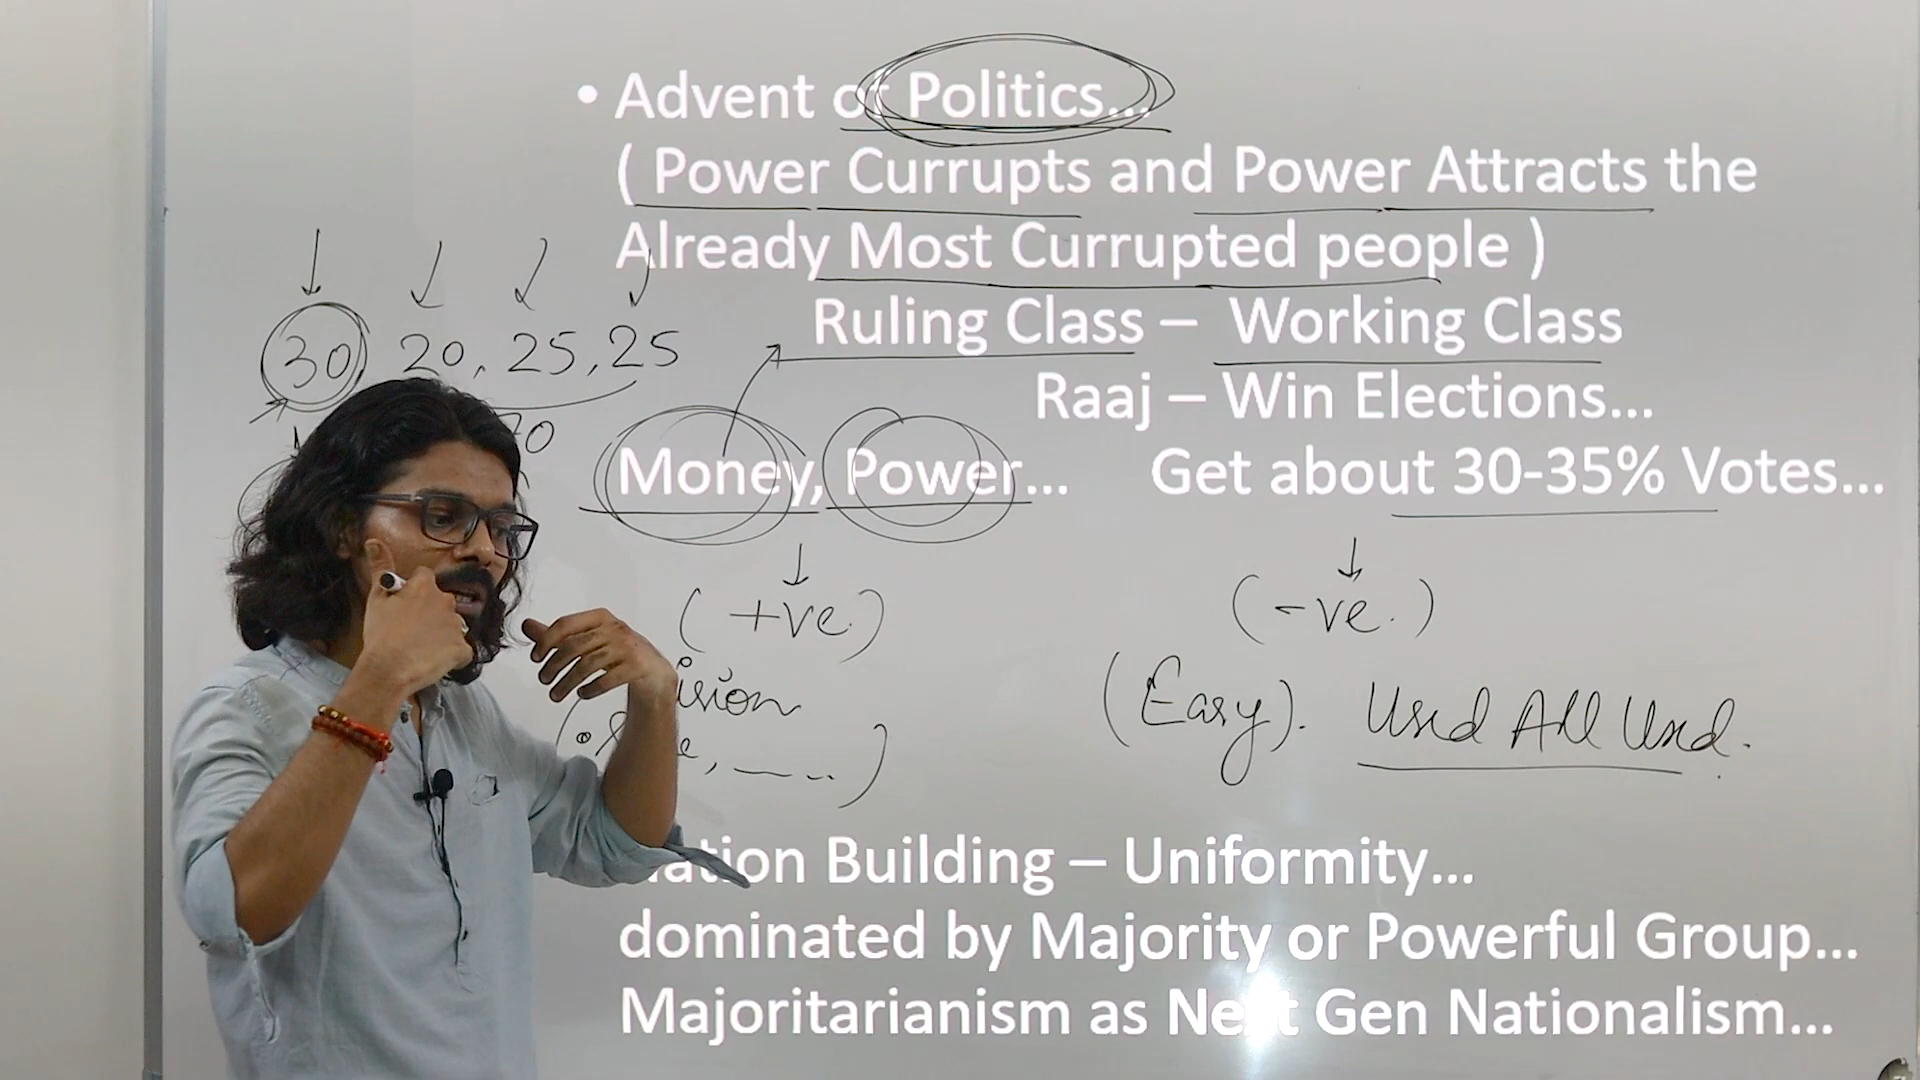 • Advent of Politics...
( Power Currupts and Power Attracts the
Already Most Currupted people )
Ruling Class – Working Class
30 20, 25, 25
Raaj – Win Elections...
Money, Power... Get about 30-35% Votes...
(+ve.) (-ve.)
(Easy). Used All Used.
Building – Uniformity...
dominated by Majority or Powerful Group...
Majoritarianism as Next Gen Nationalism...